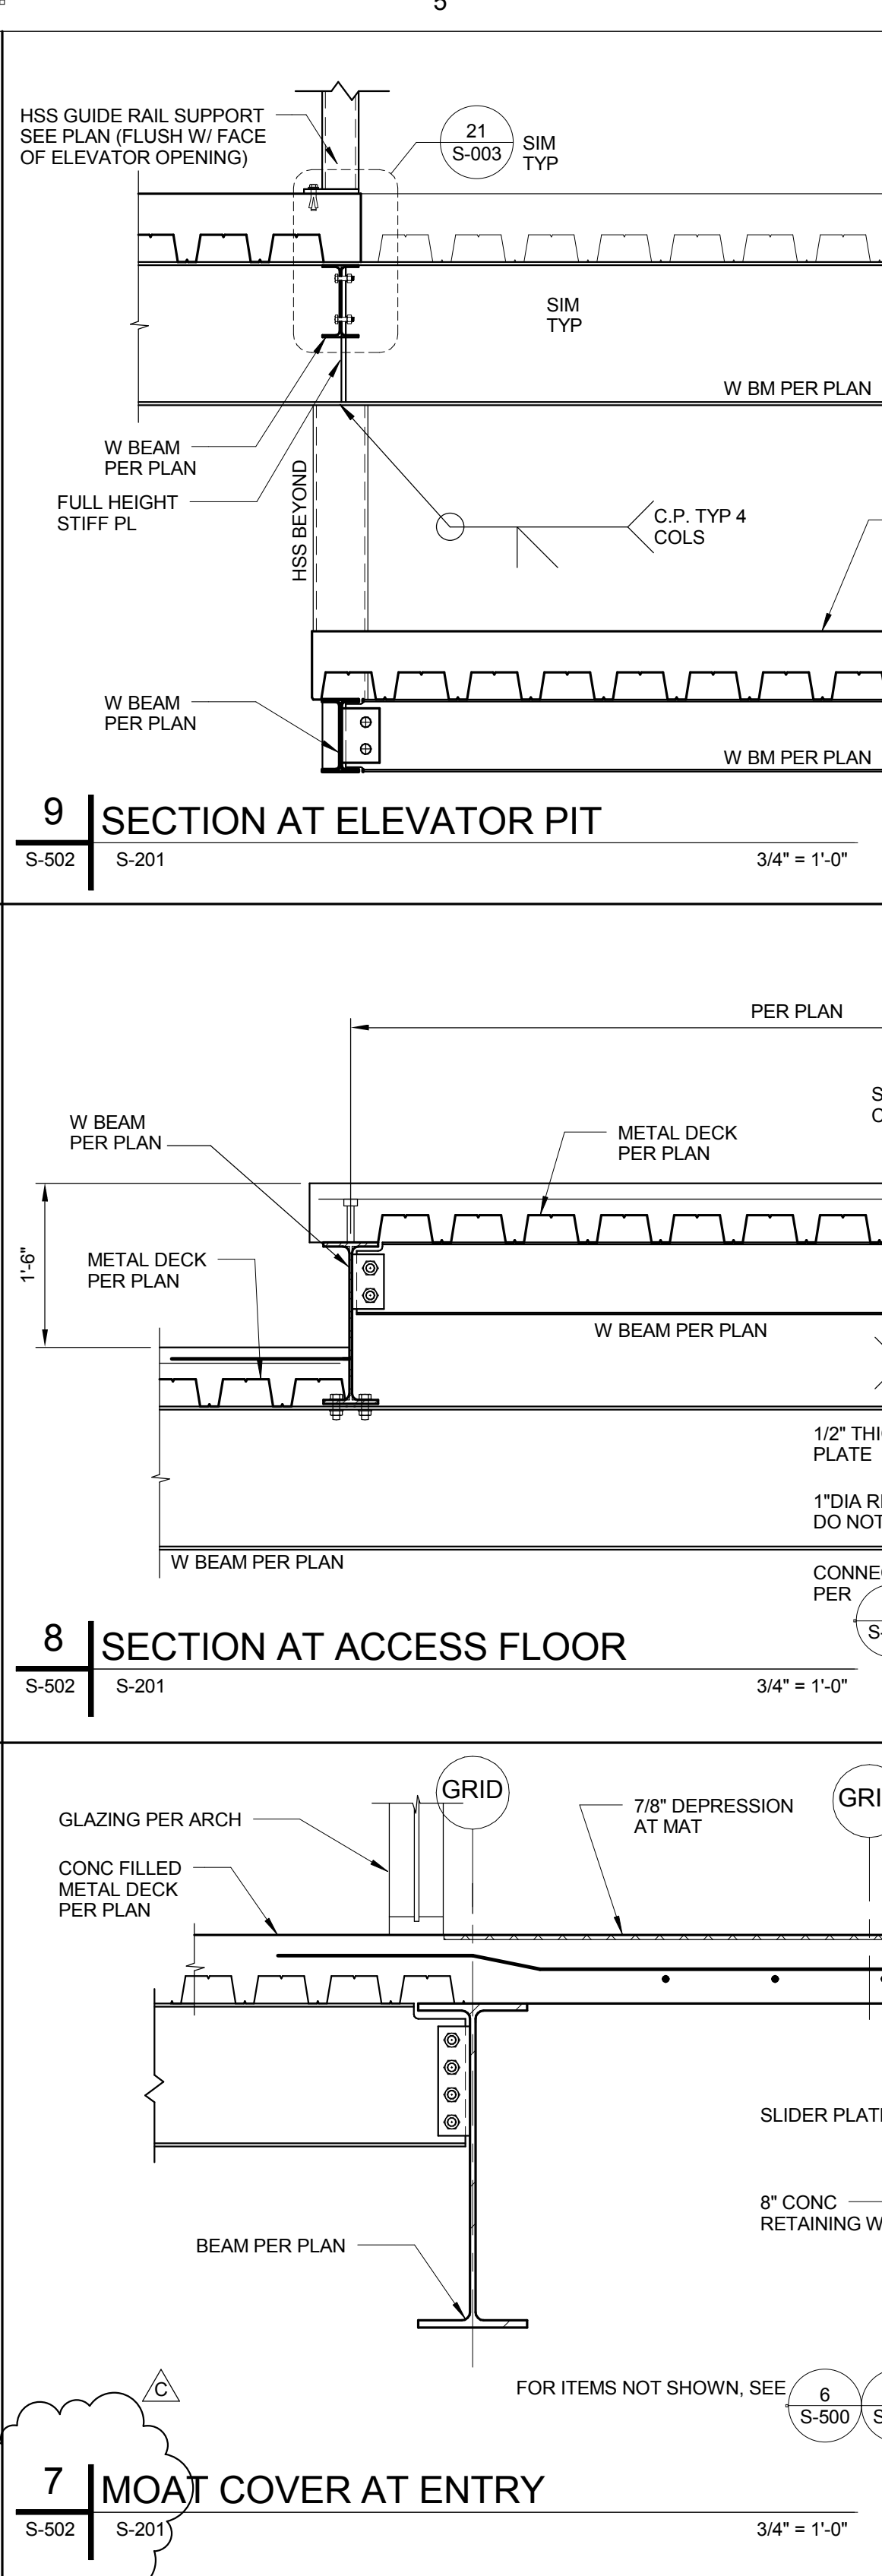 5
HSS GUIDE RAIL SUPPORT
SEE PLAN (FLUSH W/ FACE
OF ELEVATOR OPENING)
21
S-003
SIM
TYP
SIM
TYP
W BM PER PLAN
W BEAM
PER PLAN
FULL HEIGHT
STIFF PL
HSS BEYOND
C.P. TYP 4
COLS
W BEAM
PER PLAN
W BM PER PLAN
9
SECTION AT ELEVATOR PIT
S-502
S-201
3/4" = 1'-0"
PER PLAN
W BEAM
PER PLAN
METAL DECK
PER PLAN
1'-6"
METAL DECK
PER PLAN
W BEAM PER PLAN
1/2"
PLATE
1"DIA
DO NOT
W BEAM PER PLAN
PER
8
SECTION AT ACCESS FLOOR
S-502
S-201
3/4" = 1'-0"
GRID
GLAZING PER ARCH
7/8" DEPRESSION
AT MAT
CONC FILLED
METAL DECK
PER PLAN
SLIDER
8" CONC
RETAINING
BEAM PER PLAN
C
FOR ITEMS NOT SHOWN, SEE
6
S-500
7
MOAT COVER AT ENTRY
S-502
S-201
3/4" = 1'-0"